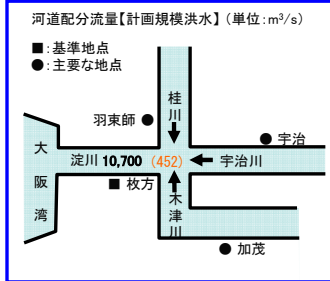 河道配分流量【計画規模洪水】(単位:m³/s)
■:基準地点
●:主要な地点
桂川
羽束師●
●宇治
大阪湾
淀川 10,700 (452)
宇治川
■枚方
木津川
●加茂